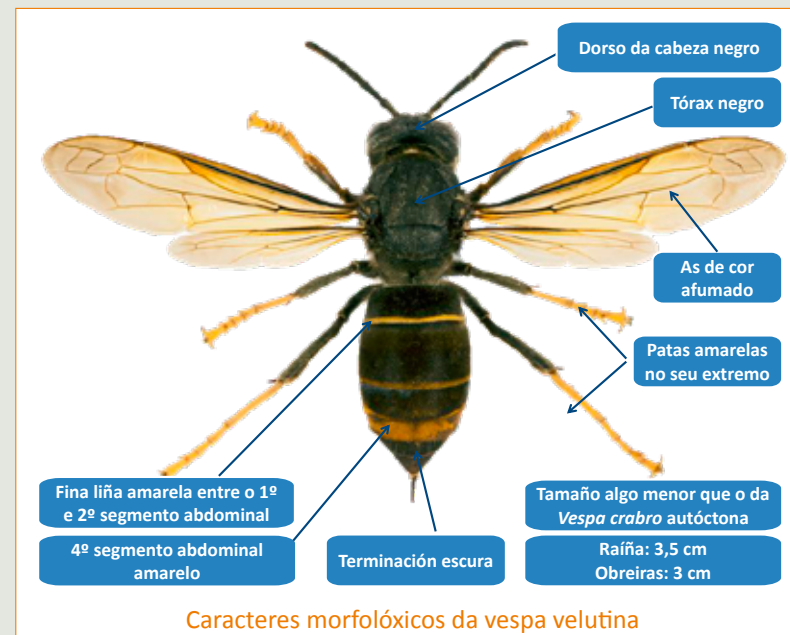 Dorso da cabeza negro
Tórax negro
As de cor
afumado
Patas amarelas
no seu extremo
Fina liña amarela entre o 1º
e 2º segmento abdominal
4º segmento abdominal
amarelo
Terminación escura
Tamaño algo menor que o da
Vespa crabro autóctona
Raíña: 3,5 cm
Obreiras: 3 cm
Caracteres morfolóxicos da vespa velutina